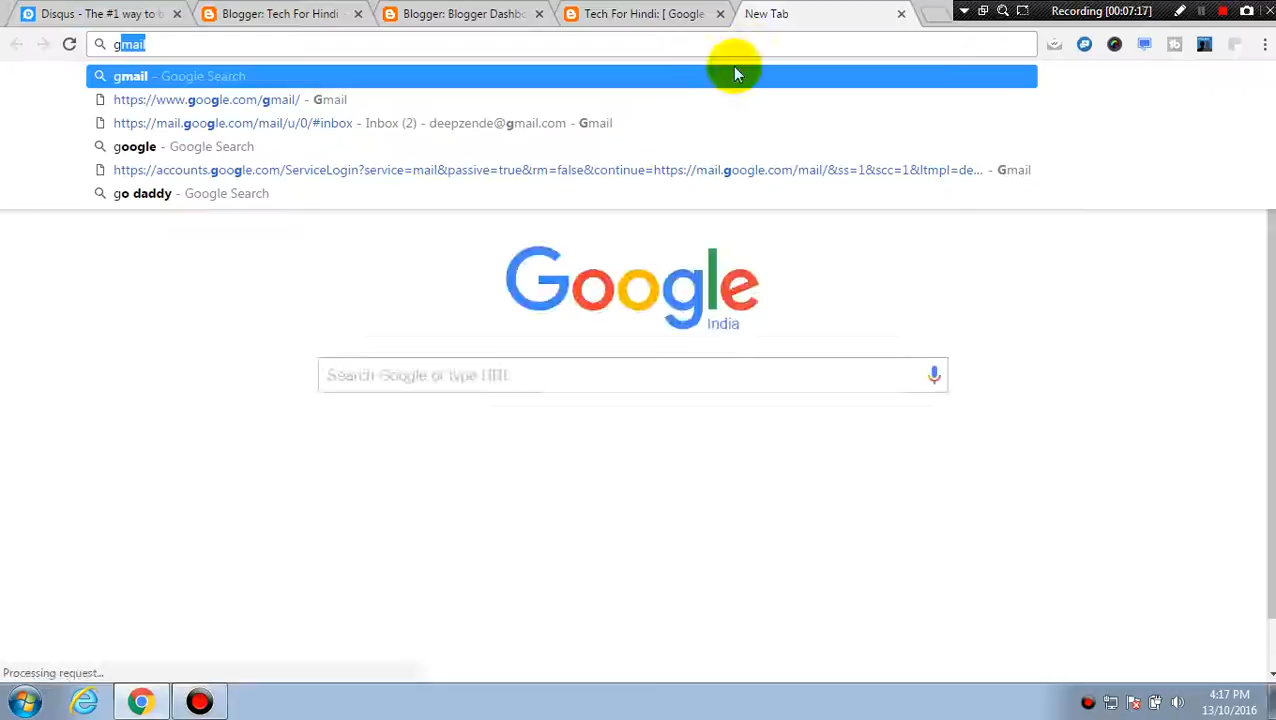 Disqus - The #1 way to b
Blogger: Tech For Hindi
Blogger: Blogger Dashbo
Tech For Hindi: [ Google
New Tab
Recording [00:07:17]
gmail
gmail - Google Search
https://www.google.com/gmail/ - Gmail
https://mail.google.com/mail/u/0/#inbox - Inbox (2) - deepzende@gmail.com - Gmail
google - Google Search
https://accounts.google.com/ServiceLogin?service=mail&passive=true&rm=false&continue=https://mail.google.com/mail/&ss=1&scc=1&ltmpl=de... - Gmail
go daddy - Google Search
Google
India
Search Google or type URL
Processing request...
4:17 PM
13/10/2016